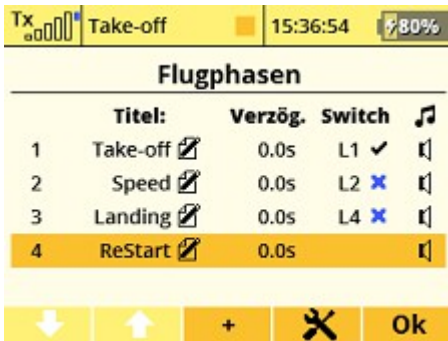 Tx Take-off 15:36:54 80%
Flugphasen
Titel: Verzög. Switch
1 Take-off 0.0s L1
2 Speed 0.0s L2
3 Landing 0.0s L4
4 ReStart 0.0s
+ Ok